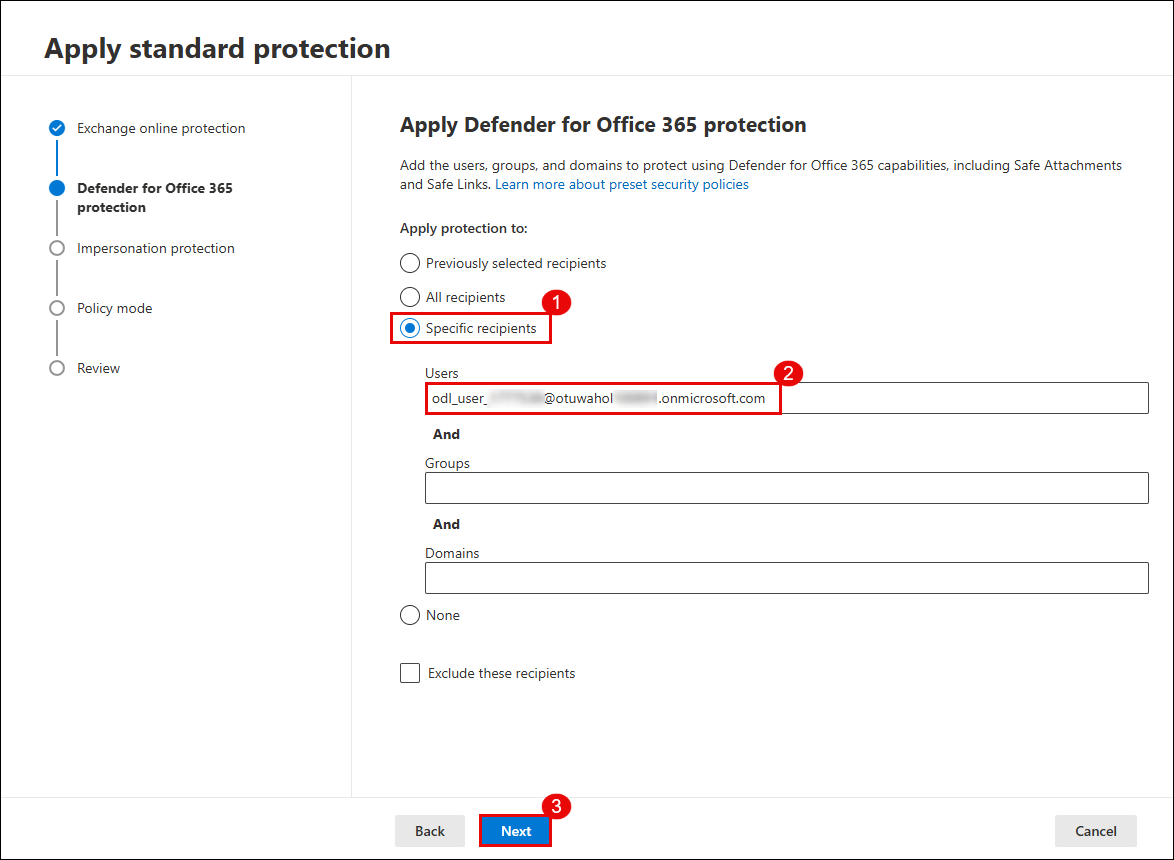 Apply standard protection
Exchange online protection
Defender for Office 365
protection
Impersonation protection
Policy mode
Review
Apply Defender for Office 365 protection
Add the users, groups, and domains to protect using Defender for Office 365 capabilities, including Safe Attachments
and Safe Links. Learn more about preset security policies
Apply protection to:
Previously selected recipients
All recipients
1
Specific recipients
Users
2
odl_user_ @otuwahol .onmicrosoft.com
And
Groups
And
Domains
None
Exclude these recipients
3
Back
Next
Cancel